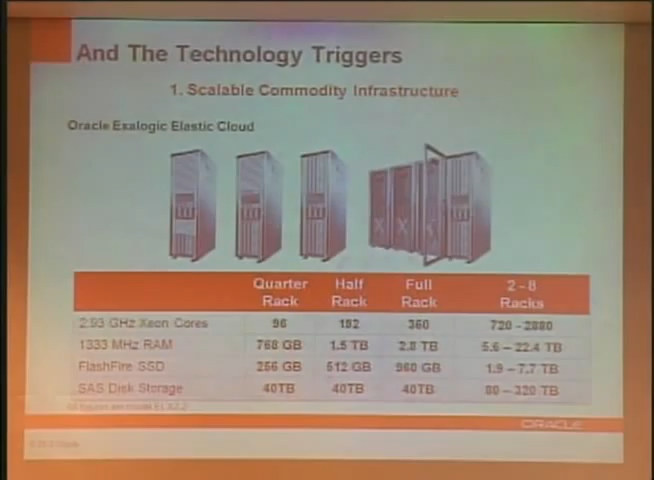 And The Technology Triggers
1. Scalable Commodity Infrastructure
Oracle Exalogic Elastic Cloud
Quarter Rack Half Rack Full Rack 2 - 8 Racks
2.93 GHz Xeon Cores 96 192 360 720 - 2880
1333 MHz RAM 768 GB 1.5 TB 2.8 TB 5.6 - 22.4 TB
FlashFire SSD 256 GB 512 GB 960 GB 1.9 - 7.7 TB
SAS Disk Storage 40TB 40TB 40TB 80 - 320 TB
ORACLE